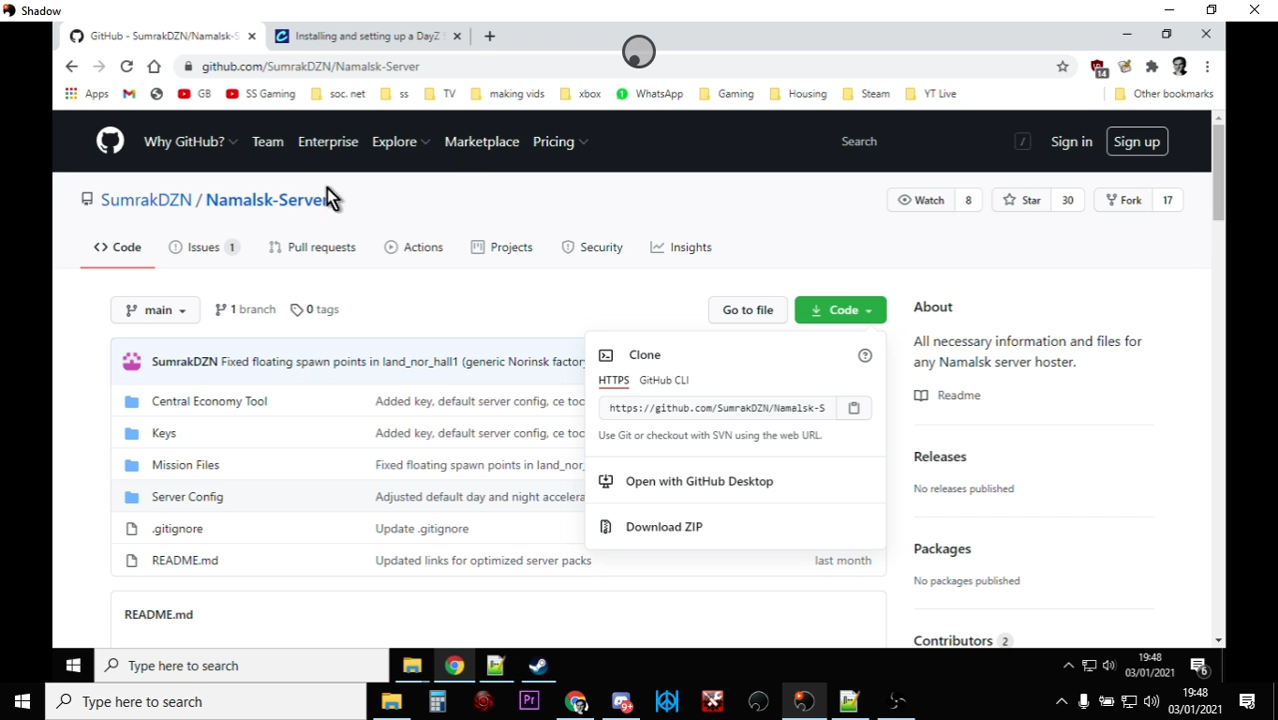 Shadow
GitHub - SumrakDZN/Namalsk-S
Installing and setting up a DayZ
github.com/SumrakDZN/Namalsk-Server
14
Apps
GB
SS Gaming
soc. net
ss
TV
making vids
xbox
1
WhatsApp
Gaming
Housing
Steam
YT Live
Other bookmarks
Why GitHub?
Team
Enterprise
Explore
Marketplace
Pricing
Search
/
Sign in
Sign up
SumrakDZN / Namalsk-Server
Watch 8
Star 30
Fork 17
Code
Issues 1
Pull requests
Actions
Projects
Security
Insights
main
1 branch
0 tags
Go to file
Code
About
All necessary information and files for
any Namalsk server hoster.
Readme
Releases
No releases published
Packages
No packages published
Contributors 2
SumrakDZN Fixed floating spawn points in land_nor_hall1 (generic Norinsk factor
Central Economy Tool
Added key, default server config, ce too
Keys
Added key, default server config, ce too
Mission Files
Fixed floating spawn points in land_nor_
Server Config
Adjusted default day and night accelera
.gitignore
Update .gitignore
README.md
Updated links for optimized server packs
last month
Clone
HTTPS
GitHub CLI
https://github.com/SumrakDZN/Namalsk-S
Use Git or checkout with SVN using the web URL.
Open with GitHub Desktop
Download ZIP
README.md
Type here to search
19:48
03/01/2021
6
Type here to search
Pr
19:48
03/01/2021